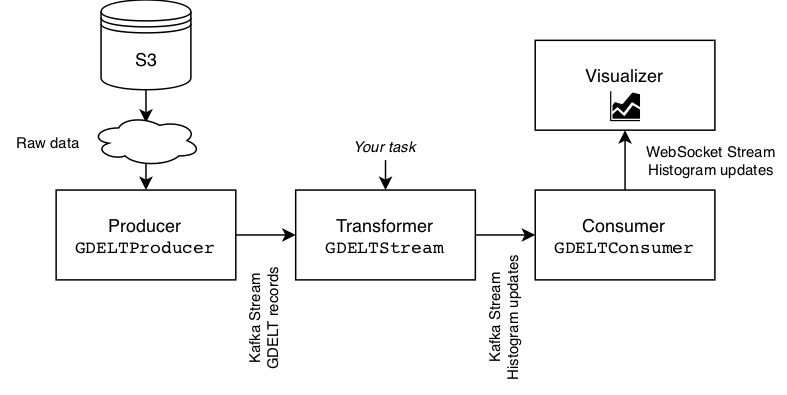 S3
Raw data
Producer
GDELTProducer
Kafka Stream
GDELT records
Your task
Transformer
GDELTStream
Kafka Stream
Histogram updates
Consumer
GDELTConsumer
WebSocket Stream
Histogram updates
Visualizer